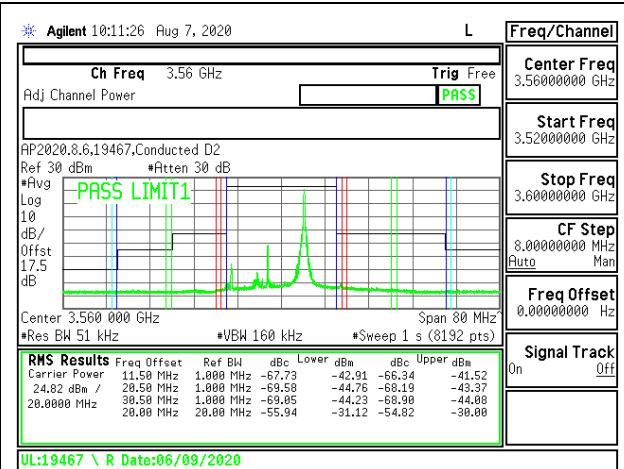 Agilent 10:11:26 Aug 7, 2020 L
Freq/Channel
Ch Freq 3.56 GHz Trig Free
Adj Channel Power PASS
Center Freq
3.56000000 GHz
Start Freq
3.52000000 GHz
AP2020.8.6,19467,Conducted D2
Ref 30 dBm #Atten 30 dB
#Avg
Log
10
dB/
Offst
17.5
dB
PASS LIMIT1
Stop Freq
3.60000000 GHz
CF Step
8.00000000 MHz
Auto Man
Freq Offset
0.00000000 Hz
Center 3.560 000 GHz Span 80 MHz^
#Res BW 51 kHz #VBW 160 kHz #Sweep 1 s (8192 pts)
Signal Track
On Off
RMS Results Freq Offset Ref BW dBc Lower dBm dBc Upper dBm
Carrier Power 11.50 MHz 1.000 MHz -67.73 -42.91 -66.34 -41.52
24.82 dBm / 20.50 MHz 1.000 MHz -69.58 -44.76 -68.19 -43.37
20.0000 MHz 30.50 MHz 1.000 MHz -69.05 -44.23 -68.90 -44.08
20.00 MHz 20.00 MHz -55.94 -31.12 -54.82 -30.00
UL:19467 \ R Date:06/09/2020